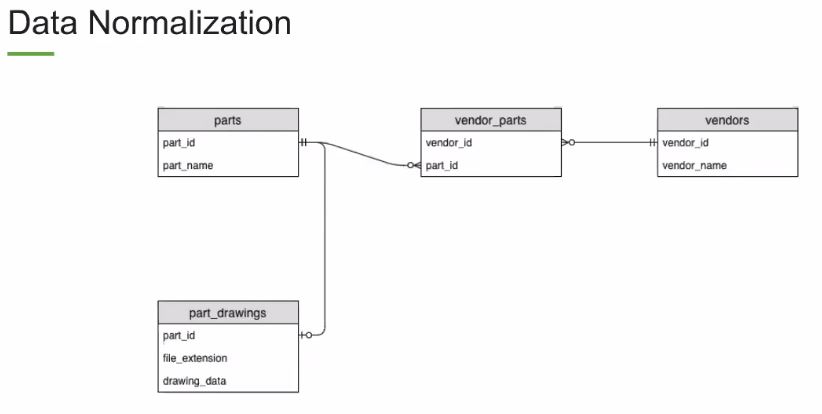 Data Normalization
parts
part_id
part_name
vendor_parts
vendor_id
part_id
vendors
vendor_id
vendor_name
part_drawings
part_id
file_extension
drawing_data